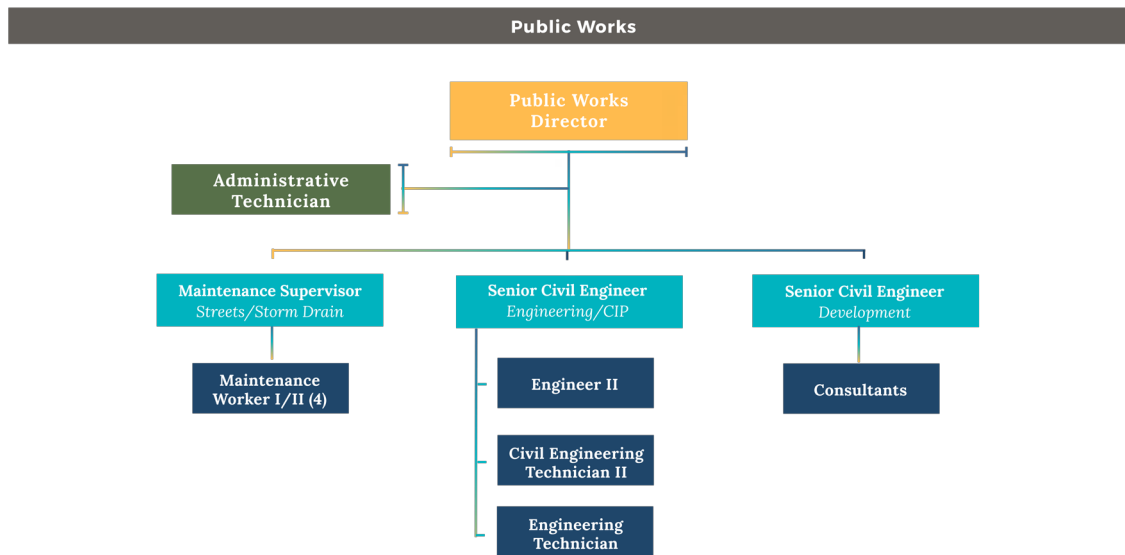 Public Works
Public Works
Director
Administrative
Technician
Maintenance Supervisor
Streets/Storm Drain
Senior Civil Engineer
Engineering/CIP
Senior Civil Engineer
Development
Maintenance
Worker I/II (4)
Engineer II
Consultants
Civil Engineering
Technician II
Engineering
Technician